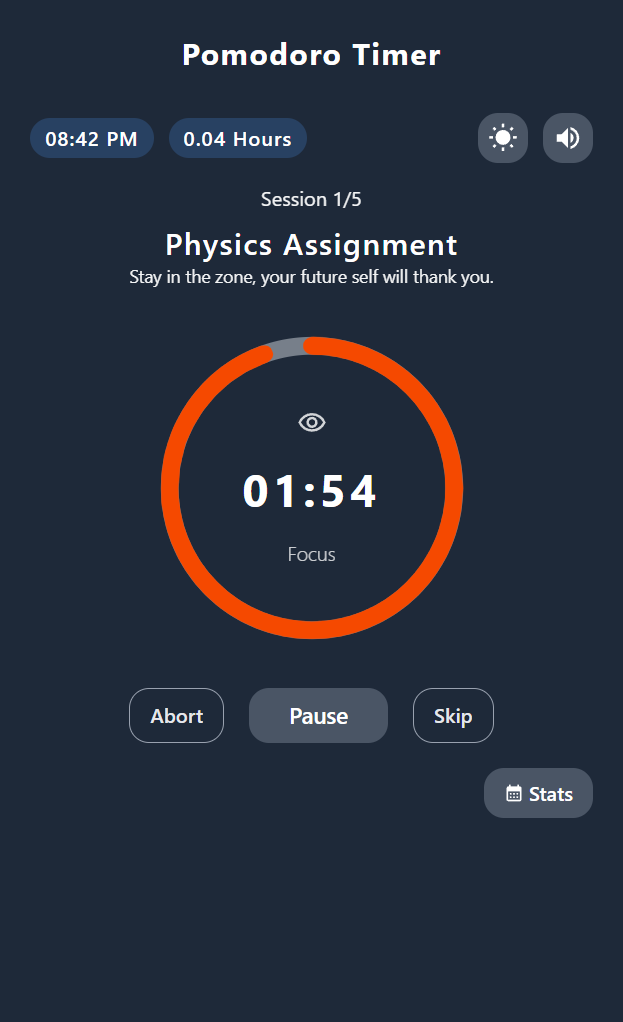 Pomodoro Timer
08:42 PM 0.04 Hours
Session 1/5
Physics Assignment
Stay in the zone, your future self will thank you.
01:54
Focus
Abort Pause Skip
Stats